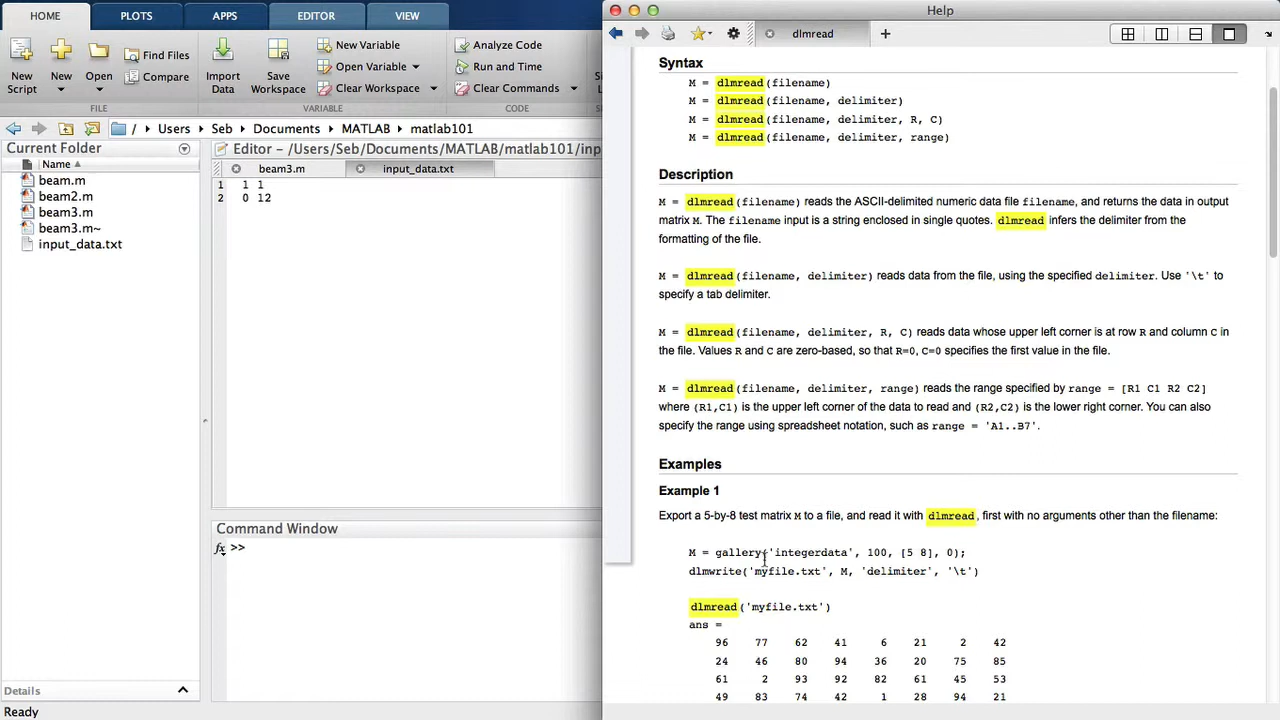 HOME PLOTS APPS EDITOR VIEW
New Script
New
Open
Find Files
Compare
FILE
Import Data
Save Workspace
New Variable
Open Variable
Clear Workspace
VARIABLE
Analyze Code
Run and Time
Clear Commands
CODE
/ Users Seb Documents MATLAB matlab101
Current Folder
Name
beam.m
beam2.m
beam3.m
beam3.m~
input_data.txt
Details
Ready
Editor - /Users/Seb/Documents/MATLAB/matlab101/inp
beam3.m input_data.txt
1 1 1
2 0 12
Command Window
fx >>
Help
dlmread
Syntax
M = dlmread(filename)
M = dlmread(filename, delimiter)
M = dlmread(filename, delimiter, R, C)
M = dlmread(filename, delimiter, range)
Description
M = dlmread(filename) reads the ASCII-delimited numeric data file filename, and returns the data in output
matrix M. The filename input is a string enclosed in single quotes. dlmread infers the delimiter from the
formatting of the file.
M = dlmread(filename, delimiter) reads data from the file, using the specified delimiter. Use '\t' to
specify a tab delimiter.
M = dlmread(filename, delimiter, R, C) reads data whose upper left corner is at row R and column C in
the file. Values R and C are zero-based, so that R=0, C=0 specifies the first value in the file.
M = dlmread(filename, delimiter, range) reads the range specified by range = [R1 C1 R2 C2]
where (R1,C1) is the upper left corner of the data to read and (R2,C2) is the lower right corner. You can also
specify the range using spreadsheet notation, such as range = 'A1..B7'.
Examples
Example 1
Export a 5-by-8 test matrix M to a file, and read it with dlmread, first with no arguments other than the filename:
M = gallery('integerdata', 100, [5 8], 0);
dlmwrite('myfile.txt', M, 'delimiter', '\t')
dlmread('myfile.txt')
ans =
96 77 62 41 6 21 2 42
24 46 80 94 36 20 75 85
61 2 93 92 82 61 45 53
49 83 74 42 1 28 94 21